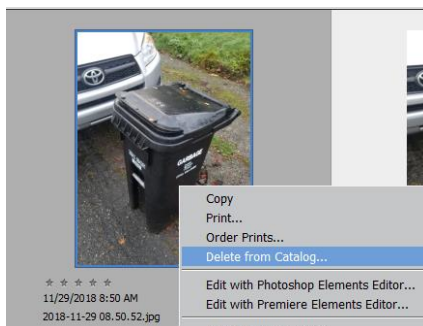 GARBAGE
Copy
Print...
Order Prints...
Delete from Catalog...
Edit with Photoshop Elements Editor...
Edit with Premiere Elements Editor...
11/29/2018 8:50 AM
2018-11-29 08.50.52.jpg